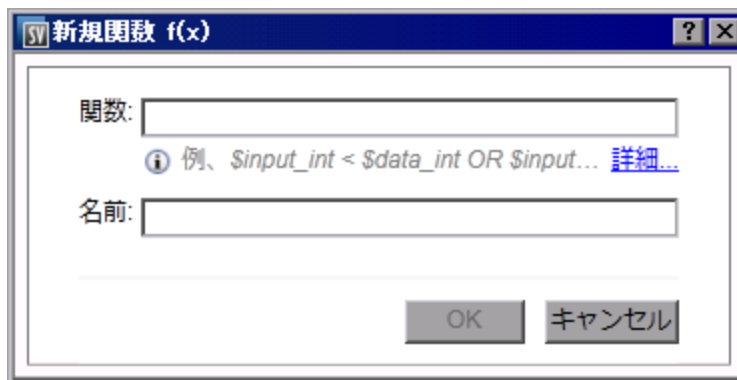 SV 新規関数 f(x) ? ×
関数:
i 例、$input_int < $data_int OR $input... 詳細...
名前:
OK キャンセル